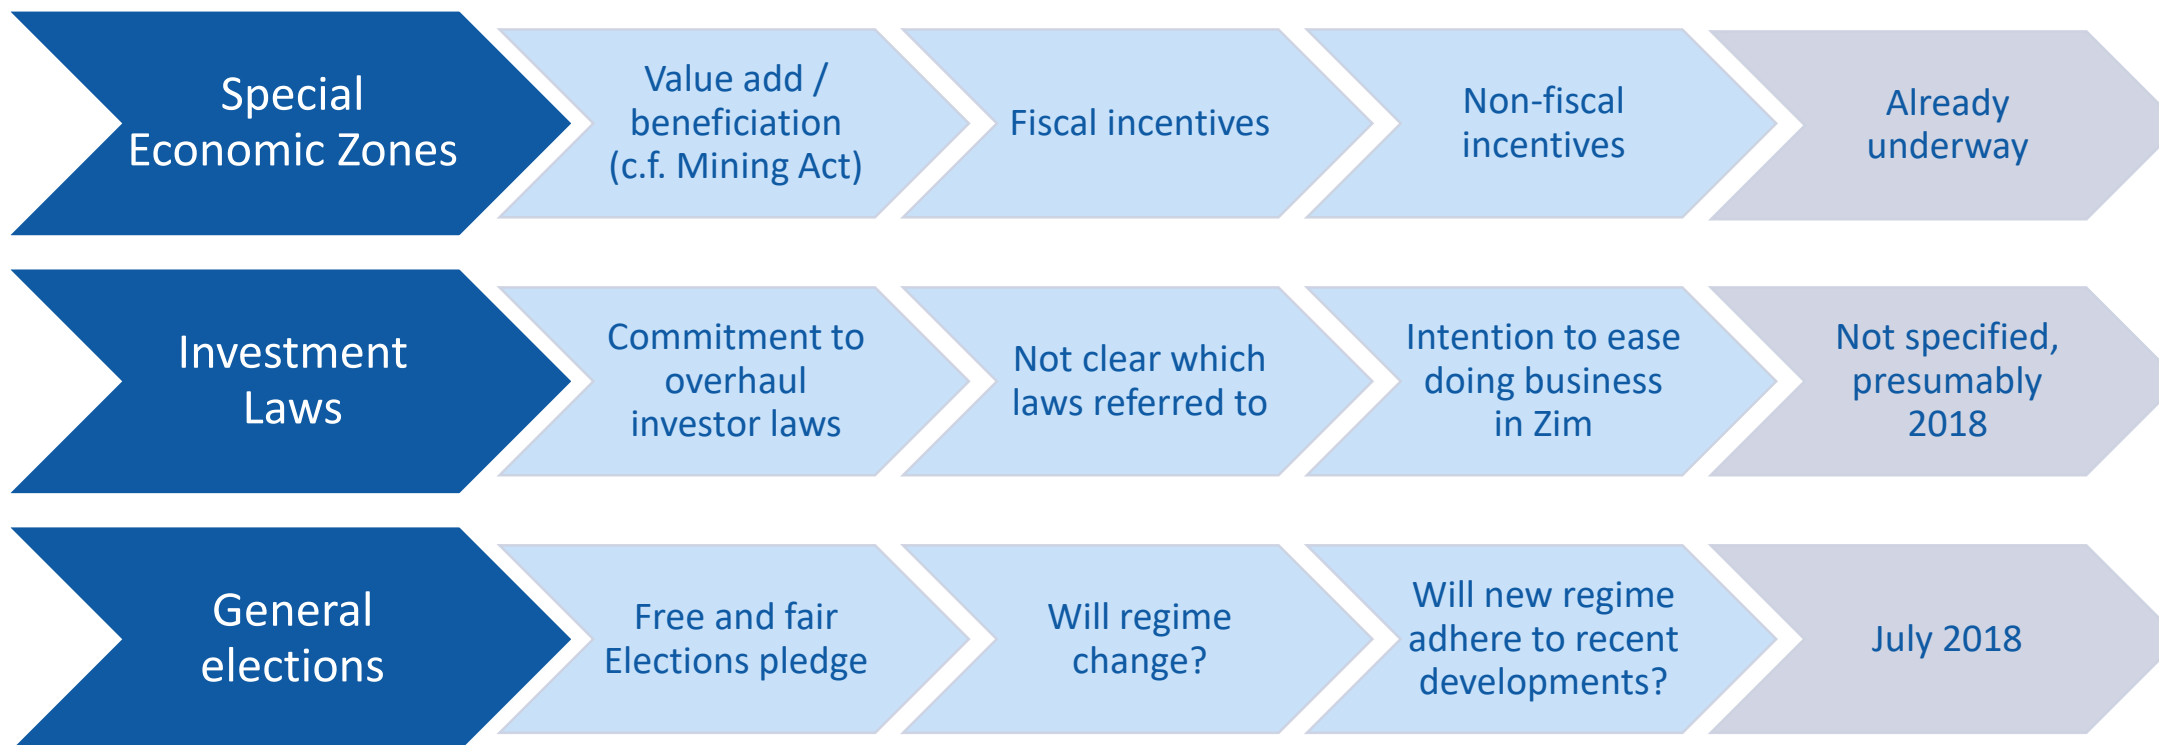 Special
Economic Zones
Value add /
beneficiation
(c.f. Mining Act)
Fiscal incentives
Non-fiscal
incentives
Already
underway
Investment
Laws
Commitment to
overhaul
investor laws
Not clear which
laws referred to
Intention to ease
doing business
in Zim
Not specified,
presumably
2018
General
elections
Free and fair
Elections pledge
Will regime
change?
Will new regime
adhere to recent
developments?
July 2018